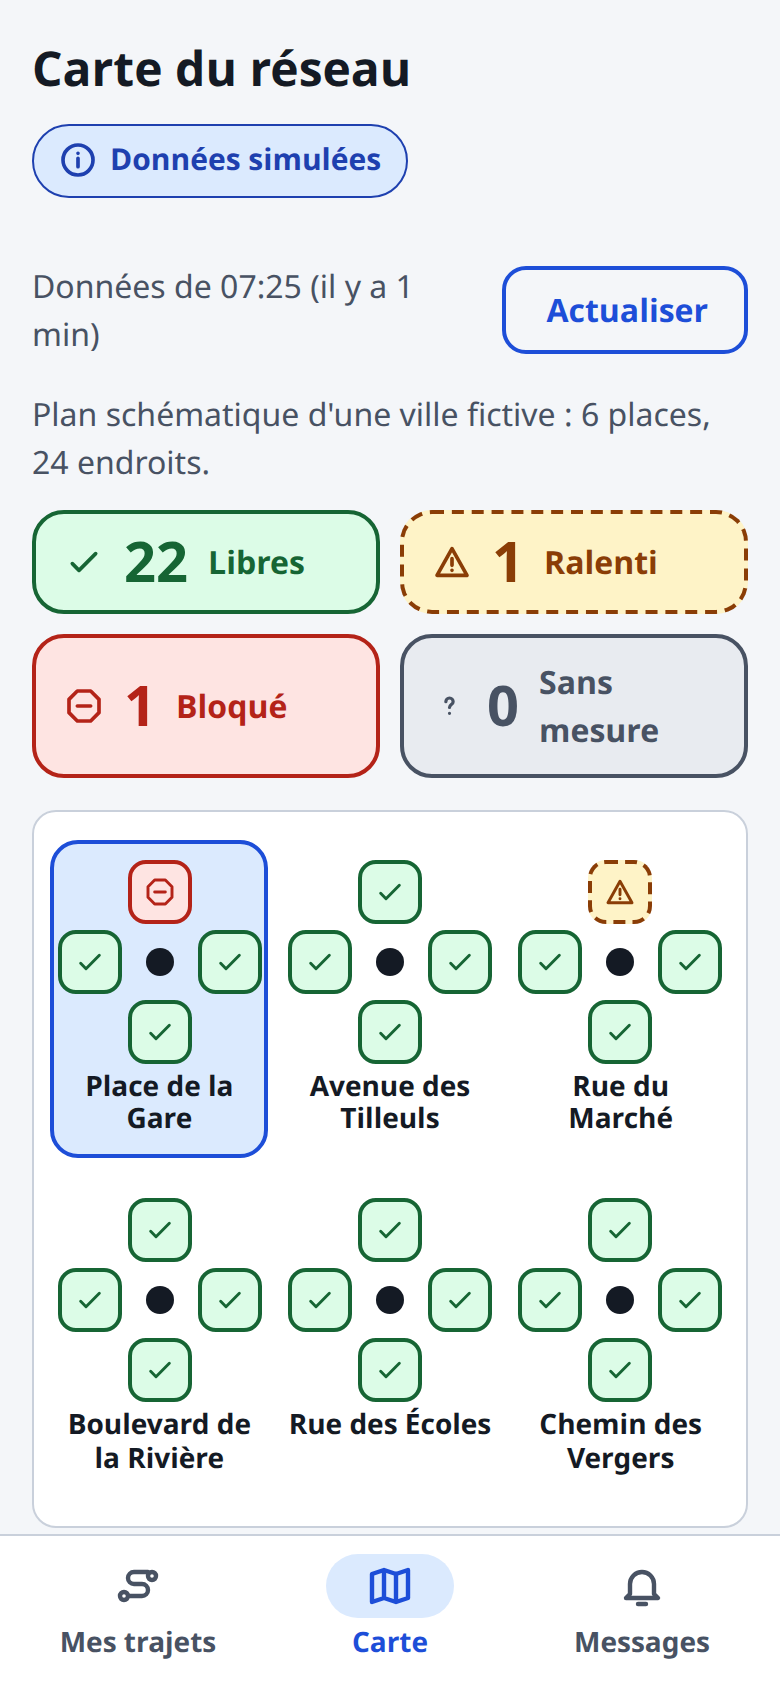 Carte du réseau
Données simulées
Données de 07:25 (il y a 1
min)
Actualiser
Plan schématique d'une ville fictive : 6 places,
24 endroits.
22 Libres
1 Ralenti
1 Bloqué
? 0 Sans
mesure
Place de la
Gare
Avenue des
Tilleuls
Rue du
Marché
Boulevard de
la Rivière
Rue des Écoles
Chemin des
Vergers
Mes trajets
Carte
Messages